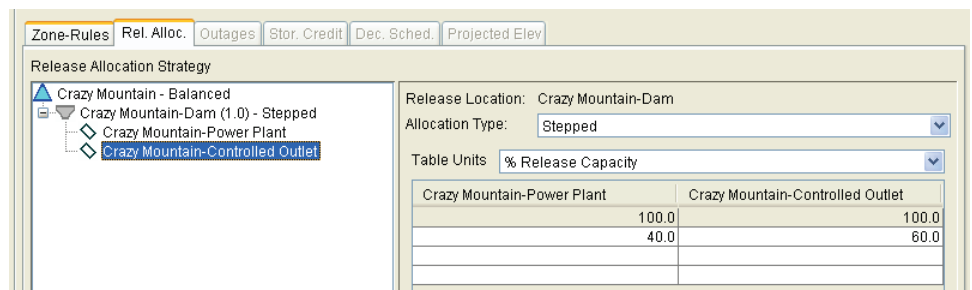 Zone-Rules Rel. Alloc. Outages Stor. Credit Dec. Sched. Projected Elev
Release Allocation Strategy
Crazy Mountain - Balanced
Crazy Mountain-Dam (1.0) - Stepped
Crazy Mountain-Power Plant
Crazy Mountain-Controlled Outlet
Release Location: Crazy Mountain-Dam
Allocation Type: Stepped
Table Units % Release Capacity
Crazy Mountain-Power Plant Crazy Mountain-Controlled Outlet
100.0 100.0
40.0 60.0